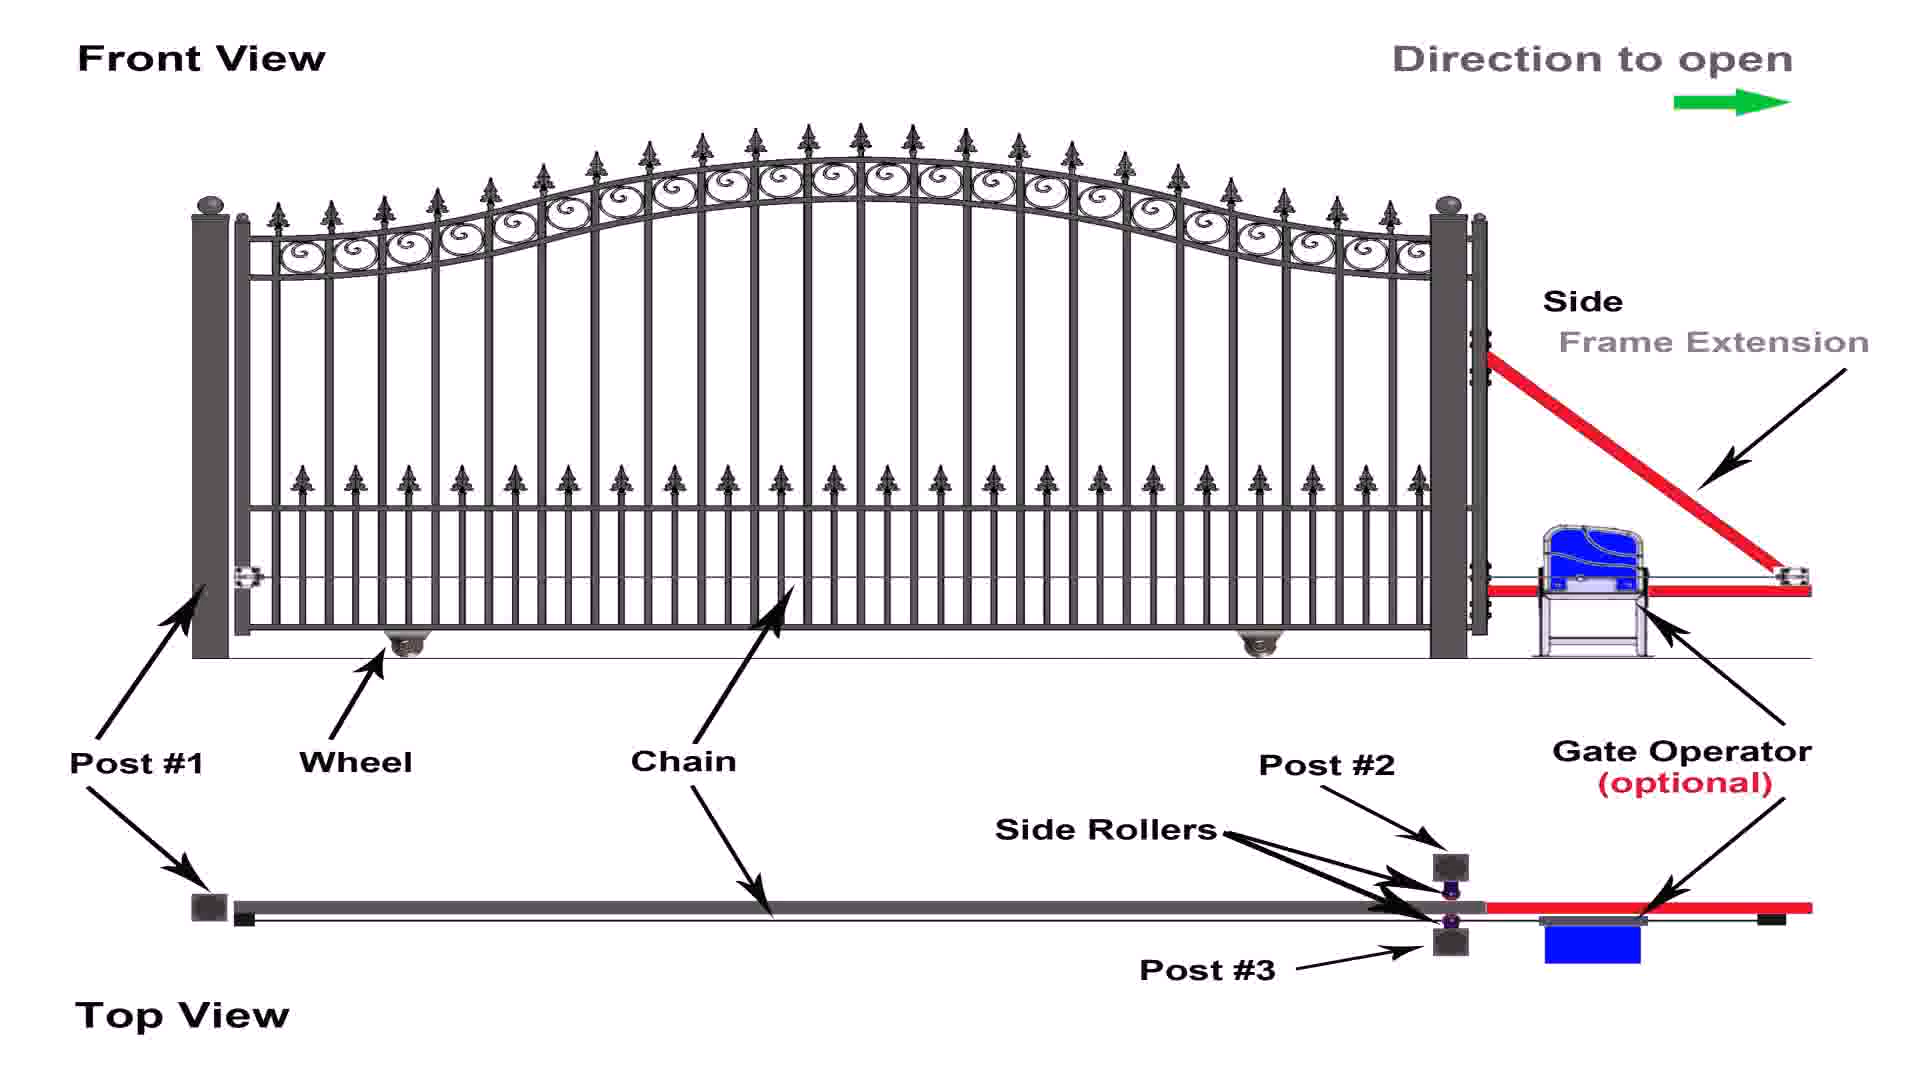 Front View
Direction to open
Side
Frame Extension
Post #1
Wheel
Chain
Post #2
Gate Operator
(optional)
Side Rollers
Post #3
Top View